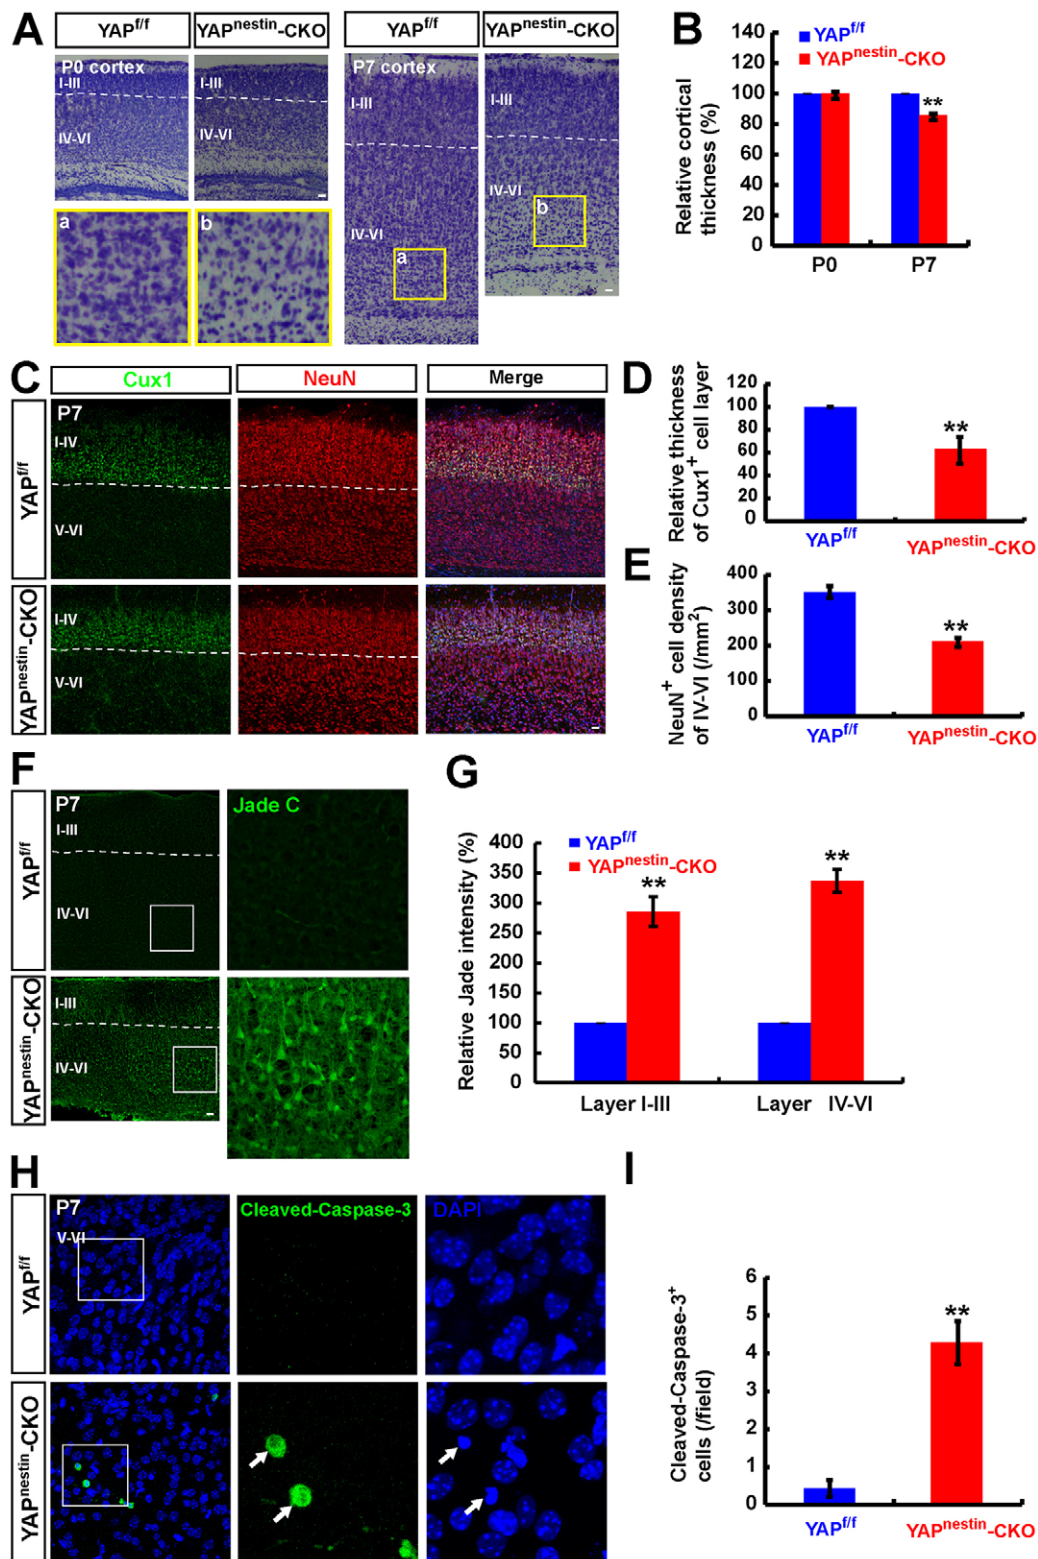 A
YAPf/f
YAPnestin-CKO
YAPf/f
YAPnestin-CKO
P0 cortex
I-III
IV-VI
I-III
IV-VI
P7 cortex
I-III
IV-VI
a
I-III
IV-VI
b
a
b
B
YAPf/f
YAPnestin-CKO
Relative cortical
thickness (%)
140
120
100
80
60
40
20
0
**
P0
P7
C
Cux1
NeuN
Merge
YAPf/f
P7
I-IV
V-VI
YAPnestin-CKO
I-IV
V-VI
D
Relative thickness
of Cux1+ cell layer
120
100
80
60
40
20
0
**
YAPf/f
YAPnestin-CKO
E
NeuN+ cell density
of IV-VI (/mm2)
400
300
200
100
0
**
YAPf/f
YAPnestin-CKO
F
YAPf/f
P7
I-III
IV-VI
Jade C
YAPnestin-CKO
I-III
IV-VI
G
YAPf/f
YAPnestin-CKO
Relative Jade intensity (%)
400
350
300
250
200
150
100
50
0
**
**
Layer I-III
Layer IV-VI
H
YAPf/f
P7
V-VI
Cleaved-Caspase-3
DAPI
YAPnestin-CKO
I
Cleaved-Caspase-3+
cells (/field)
6
5
4
3
2
1
0
**
YAPf/f
YAPnestin-CKO